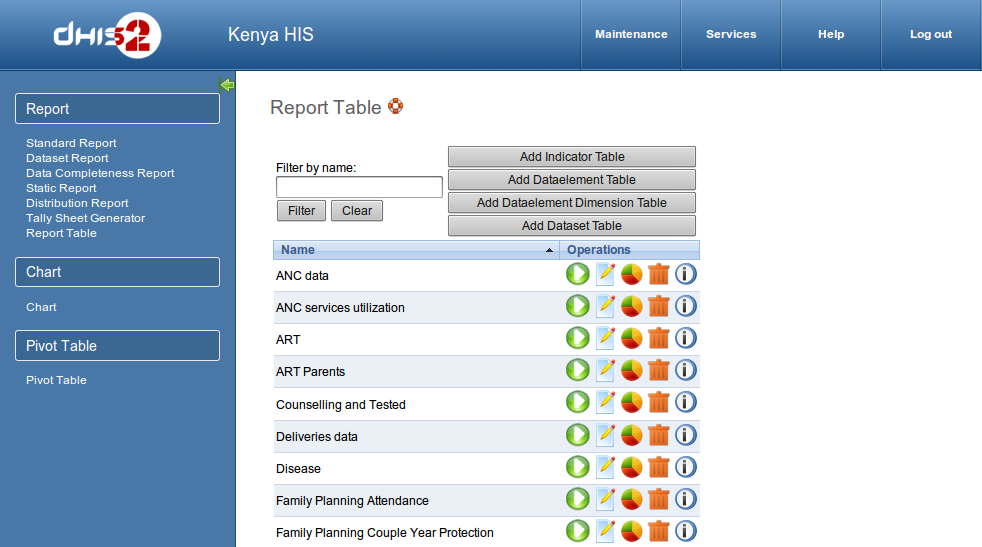 dhis2
Kenya HIS
Maintenance
Services
Help
Log out
Report
Standard Report
Dataset Report
Data Completeness Report
Static Report
Distribution Report
Tally Sheet Generator
Report Table
Chart
Chart
Pivot Table
Pivot Table
Report Table
Filter by name:
Filter
Clear
Add Indicator Table
Add Dataelement Table
Add Dataelement Dimension Table
Add Dataset Table
Name
Operations
ANC data
ANC services utilization
ART
ART Parents
Counselling and Tested
Deliveries data
Disease
Family Planning Attendance
Family Planning Couple Year Protection